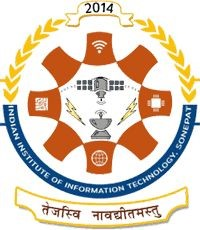 2014
INDIAN INSTITUTE OF INFORMATION TECHNOLOGY, SONEPAT
तेजस्वि नावधीतमस्तु